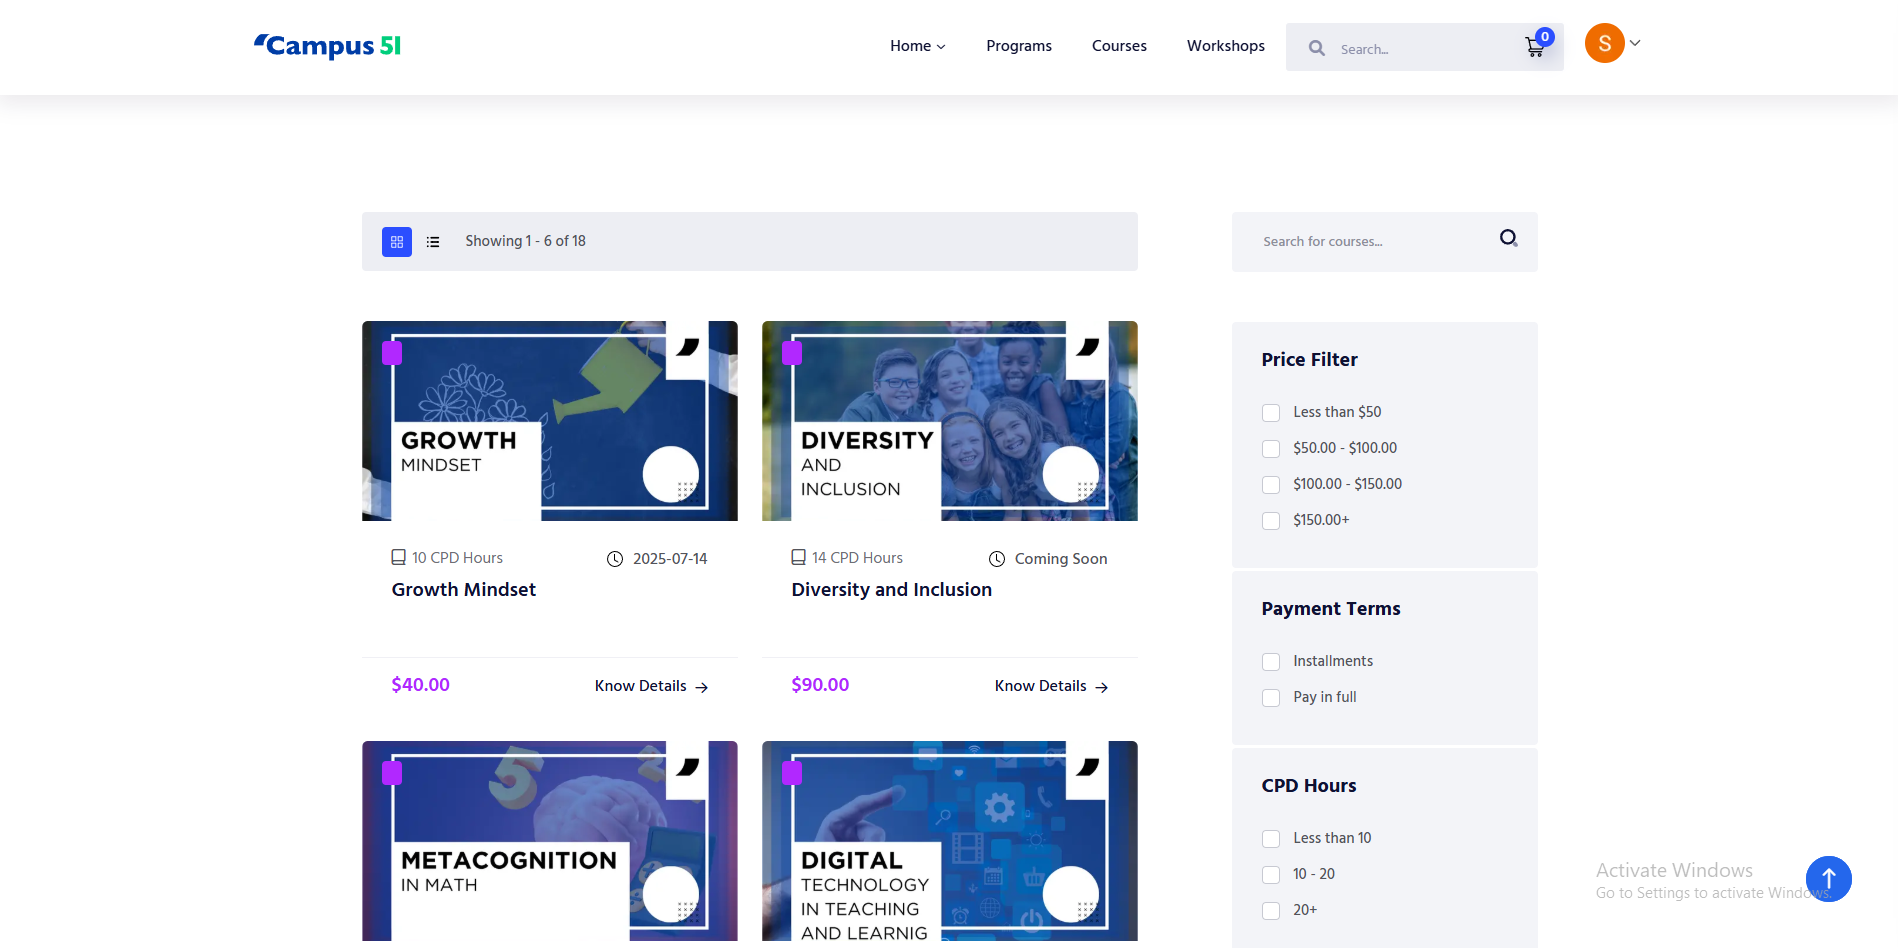 Campus 5I
Home
Programs
Courses
Workshops
Search...
0
S
Showing 1 - 6 of 18
Search for courses...
GROWTH
MINDSET
10 CPD Hours
2025-07-14
Growth Mindset
$40.00
Know Details
DIVERSITY
AND
INCLUSION
14 CPD Hours
Coming Soon
Diversity and Inclusion
$90.00
Know Details
METACOGNITION
IN MATH
DIGITAL
TECHNOLOGY
IN TEACHING
AND LEARNIG
Price Filter
Less than $50
$50.00 - $100.00
$100.00 - $150.00
$150.00+
Payment Terms
Installments
Pay in full
CPD Hours
Less than 10
10 - 20
20+
Activate Windows
Go to Settings to activate Windows.